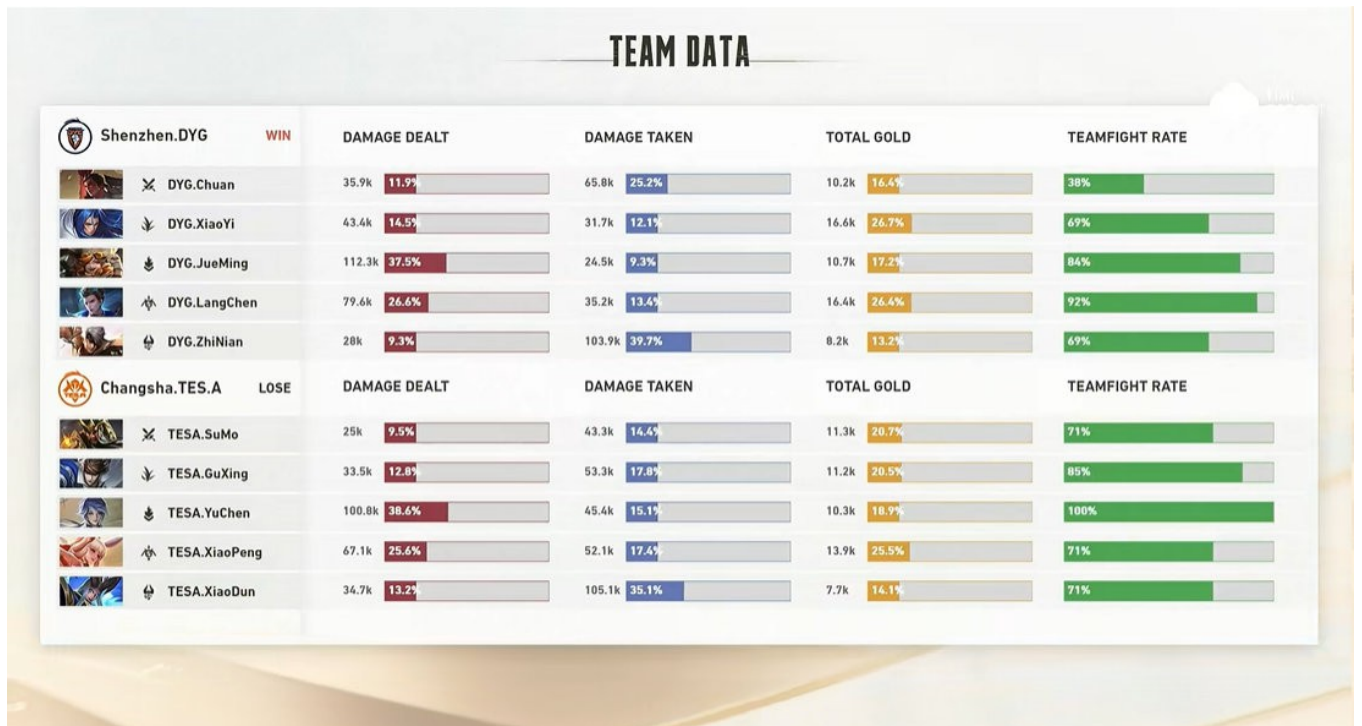 TEAM DATA
Shenzhen.DYG WIN DAMAGE DEALT DAMAGE TAKEN TOTAL GOLD TEAMFIGHT RATE
DYG.Chuan 35.9k 11.9% 65.8k 25.2% 10.2k 16.4% 38%
DYG.XiaoYi 43.4k 14.5% 31.7k 12.1% 16.6k 26.7% 69%
DYG.JueMing 112.3k 37.5% 24.5k 9.3% 10.7k 17.2% 84%
DYG.LangChen 79.6k 26.6% 35.2k 13.4% 16.4k 26.4% 92%
DYG.ZhiNian 28k 9.3% 103.9k 39.7% 8.2k 13.2% 69%
Changsha.TES.A LOSE DAMAGE DEALT DAMAGE TAKEN TOTAL GOLD TEAMFIGHT RATE
TESA.SuMo 25k 9.5% 43.3k 14.4% 11.3k 20.7% 71%
TESA.GuXing 33.5k 12.8% 53.3k 17.8% 11.2k 20.5% 85%
TESA.YuChen 100.8k 38.6% 45.4k 15.1% 10.3k 18.9% 100%
TESA.XiaoPeng 67.1k 25.6% 52.1k 17.4% 13.9k 25.5% 71%
TESA.XiaoDun 34.7k 13.2% 105.1k 35.1% 7.7k 14.1% 71%